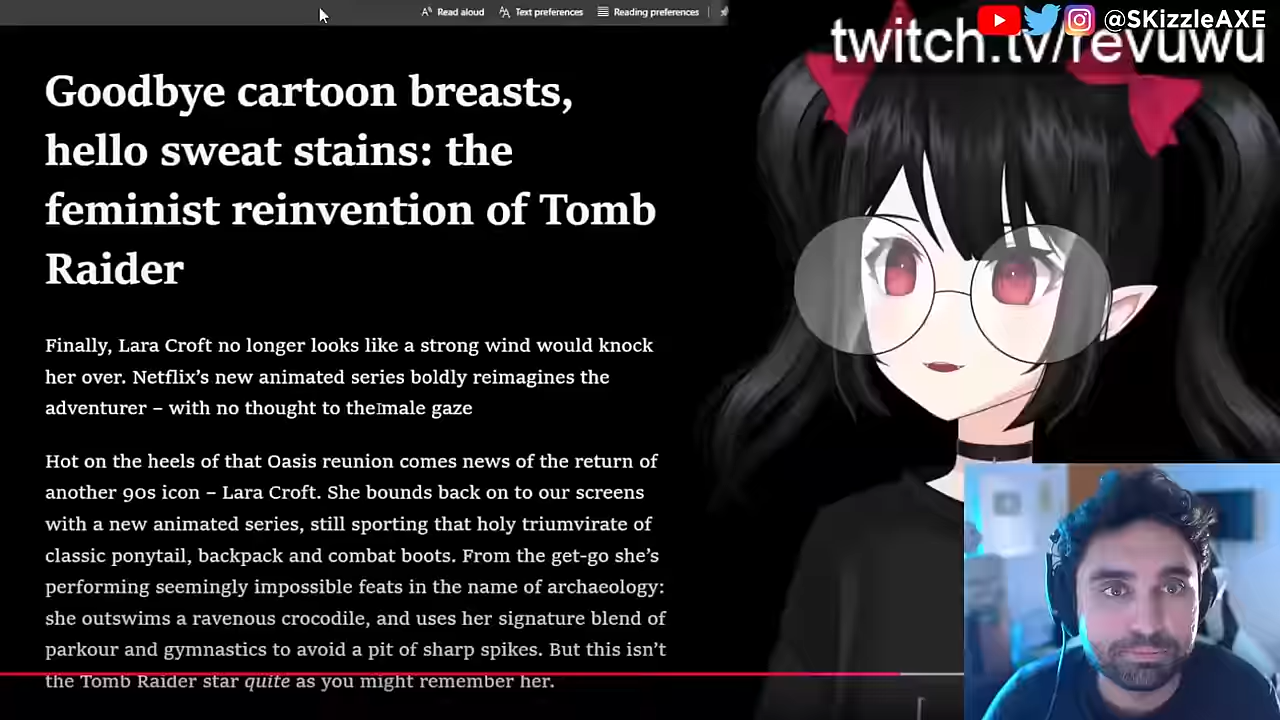 Read aloud Text preferences Reading preferences
@SKizzleAXE
twitch.tv/revuwu
Goodbye cartoon breasts,
hello sweat stains: the
feminist reinvention of Tomb
Raider
Finally, Lara Croft no longer looks like a strong wind would knock
her over. Netflix's new animated series boldly reimagines the
adventurer – with no thought to the male gaze
Hot on the heels of that Oasis reunion comes news of the return of
another 90s icon – Lara Croft. She bounds back on to our screens
with a new animated series, still sporting that holy triumvirate of
classic ponytail, backpack and combat boots. From the get-go she's
performing seemingly impossible feats in the name of archaeology:
she outswims a ravenous crocodile, and uses her signature blend of
parkour and gymnastics to avoid a pit of sharp spikes. But this isn't
the Tomb Raider star quite as you might remember her.